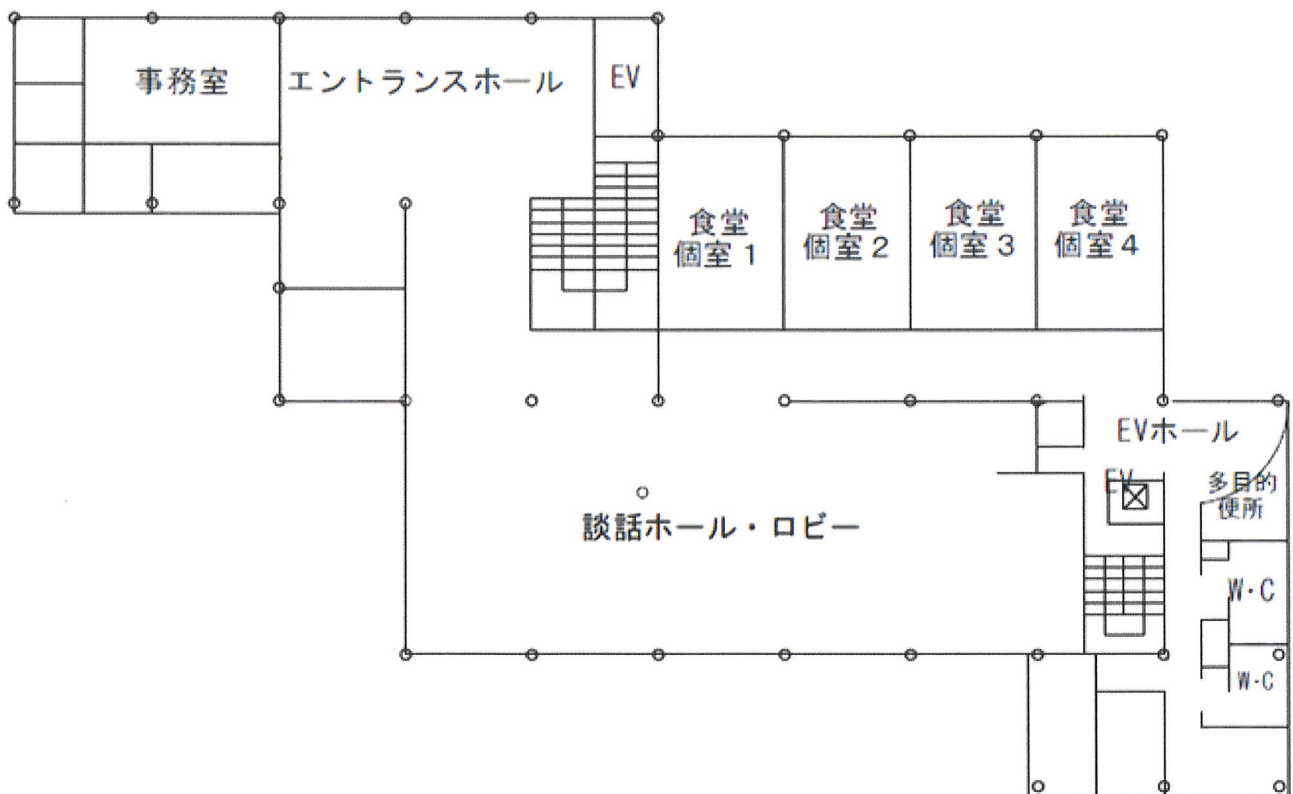 事務室
エントランスホール
EV
食堂
個室1
食堂
個室2
食堂
個室3
食堂
個室4
EVホール
EV
多目的
便所
談話ホール・ロビー
W・C
W・C